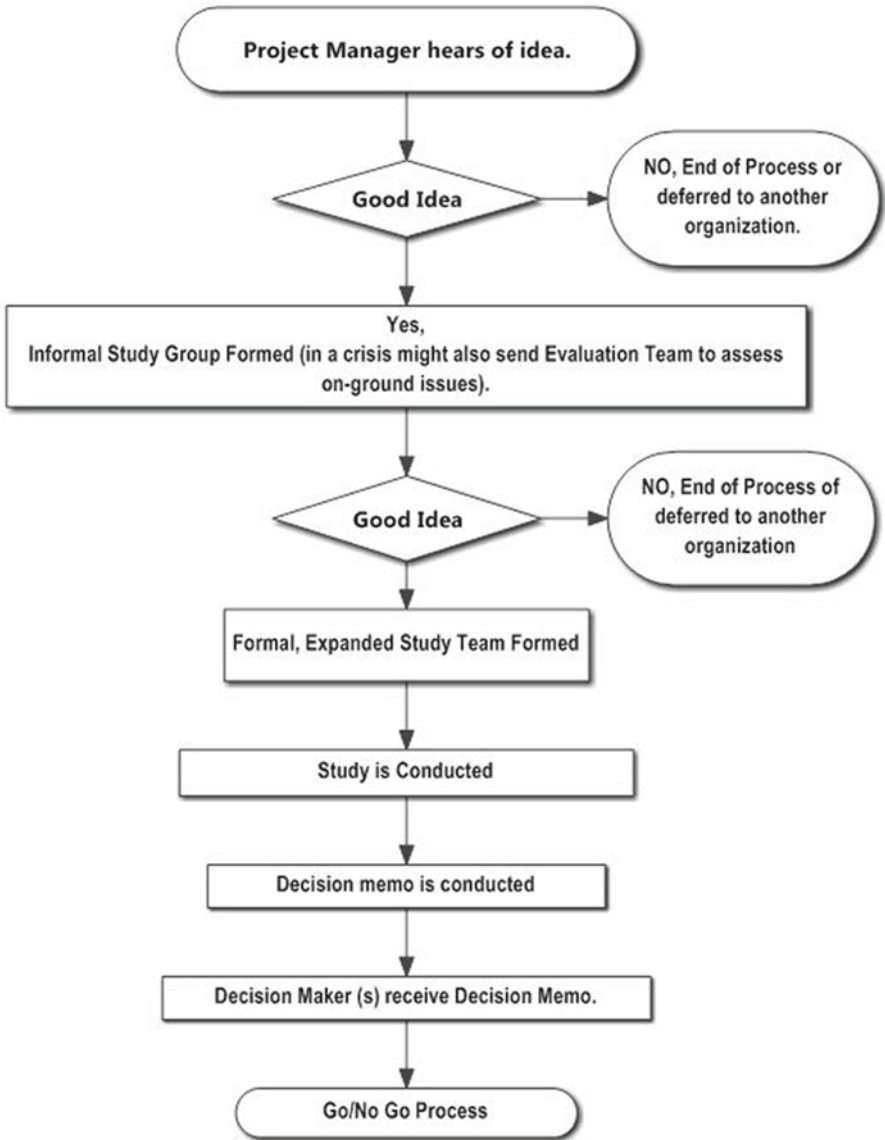 Project Manager hears of idea.
Good Idea
NO, End of Process or
deferred to another
organization.
Yes,
Informal Study Group Formed (in a crisis might also send Evaluation Team to assess
on-ground issues).
Good Idea
NO, End of Process of
deferred to another
organization
Formal, Expanded Study Team Formed
Study is Conducted
Decision memo is conducted
Decision Maker (s) receive Decision Memo.
Go/No Go Process